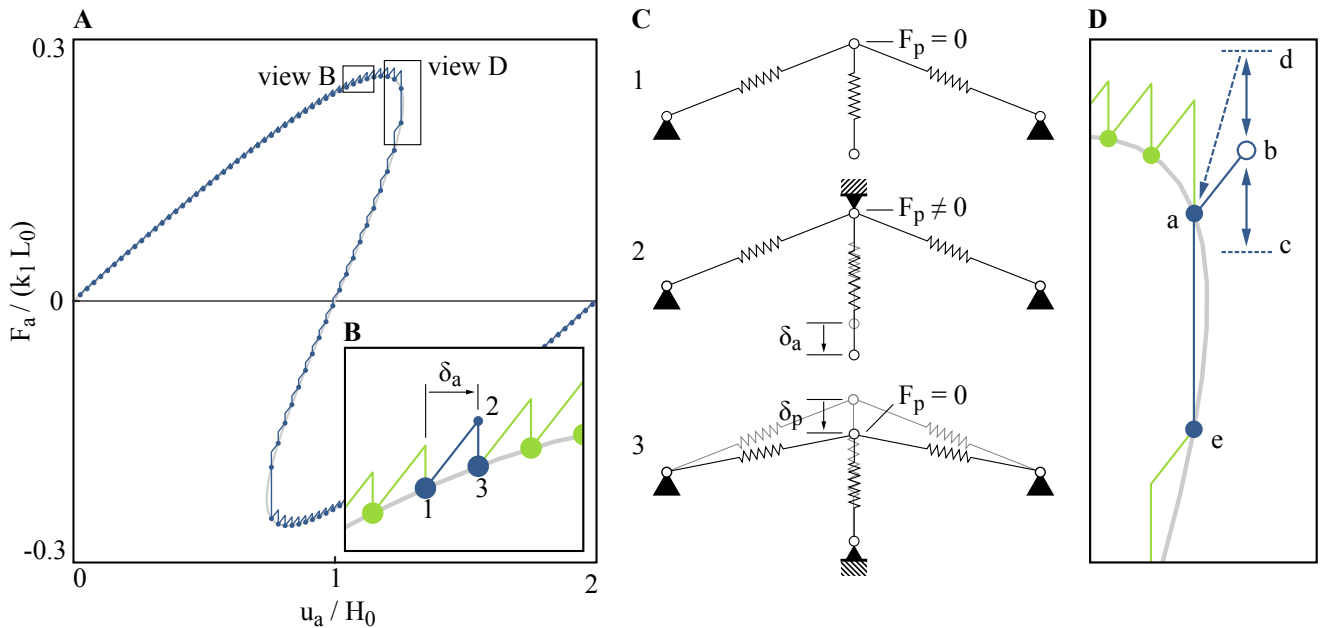 A
0.3
view B
view D
F_a / (k_1 L_0)
0
B
δ_a
2
1
3
-0.3
0
1
2
u_a / H_0
C
1
F_p = 0
2
F_p ≠ 0
δ_a
3
δ_p
F_p = 0
D
d
b
a
c
e